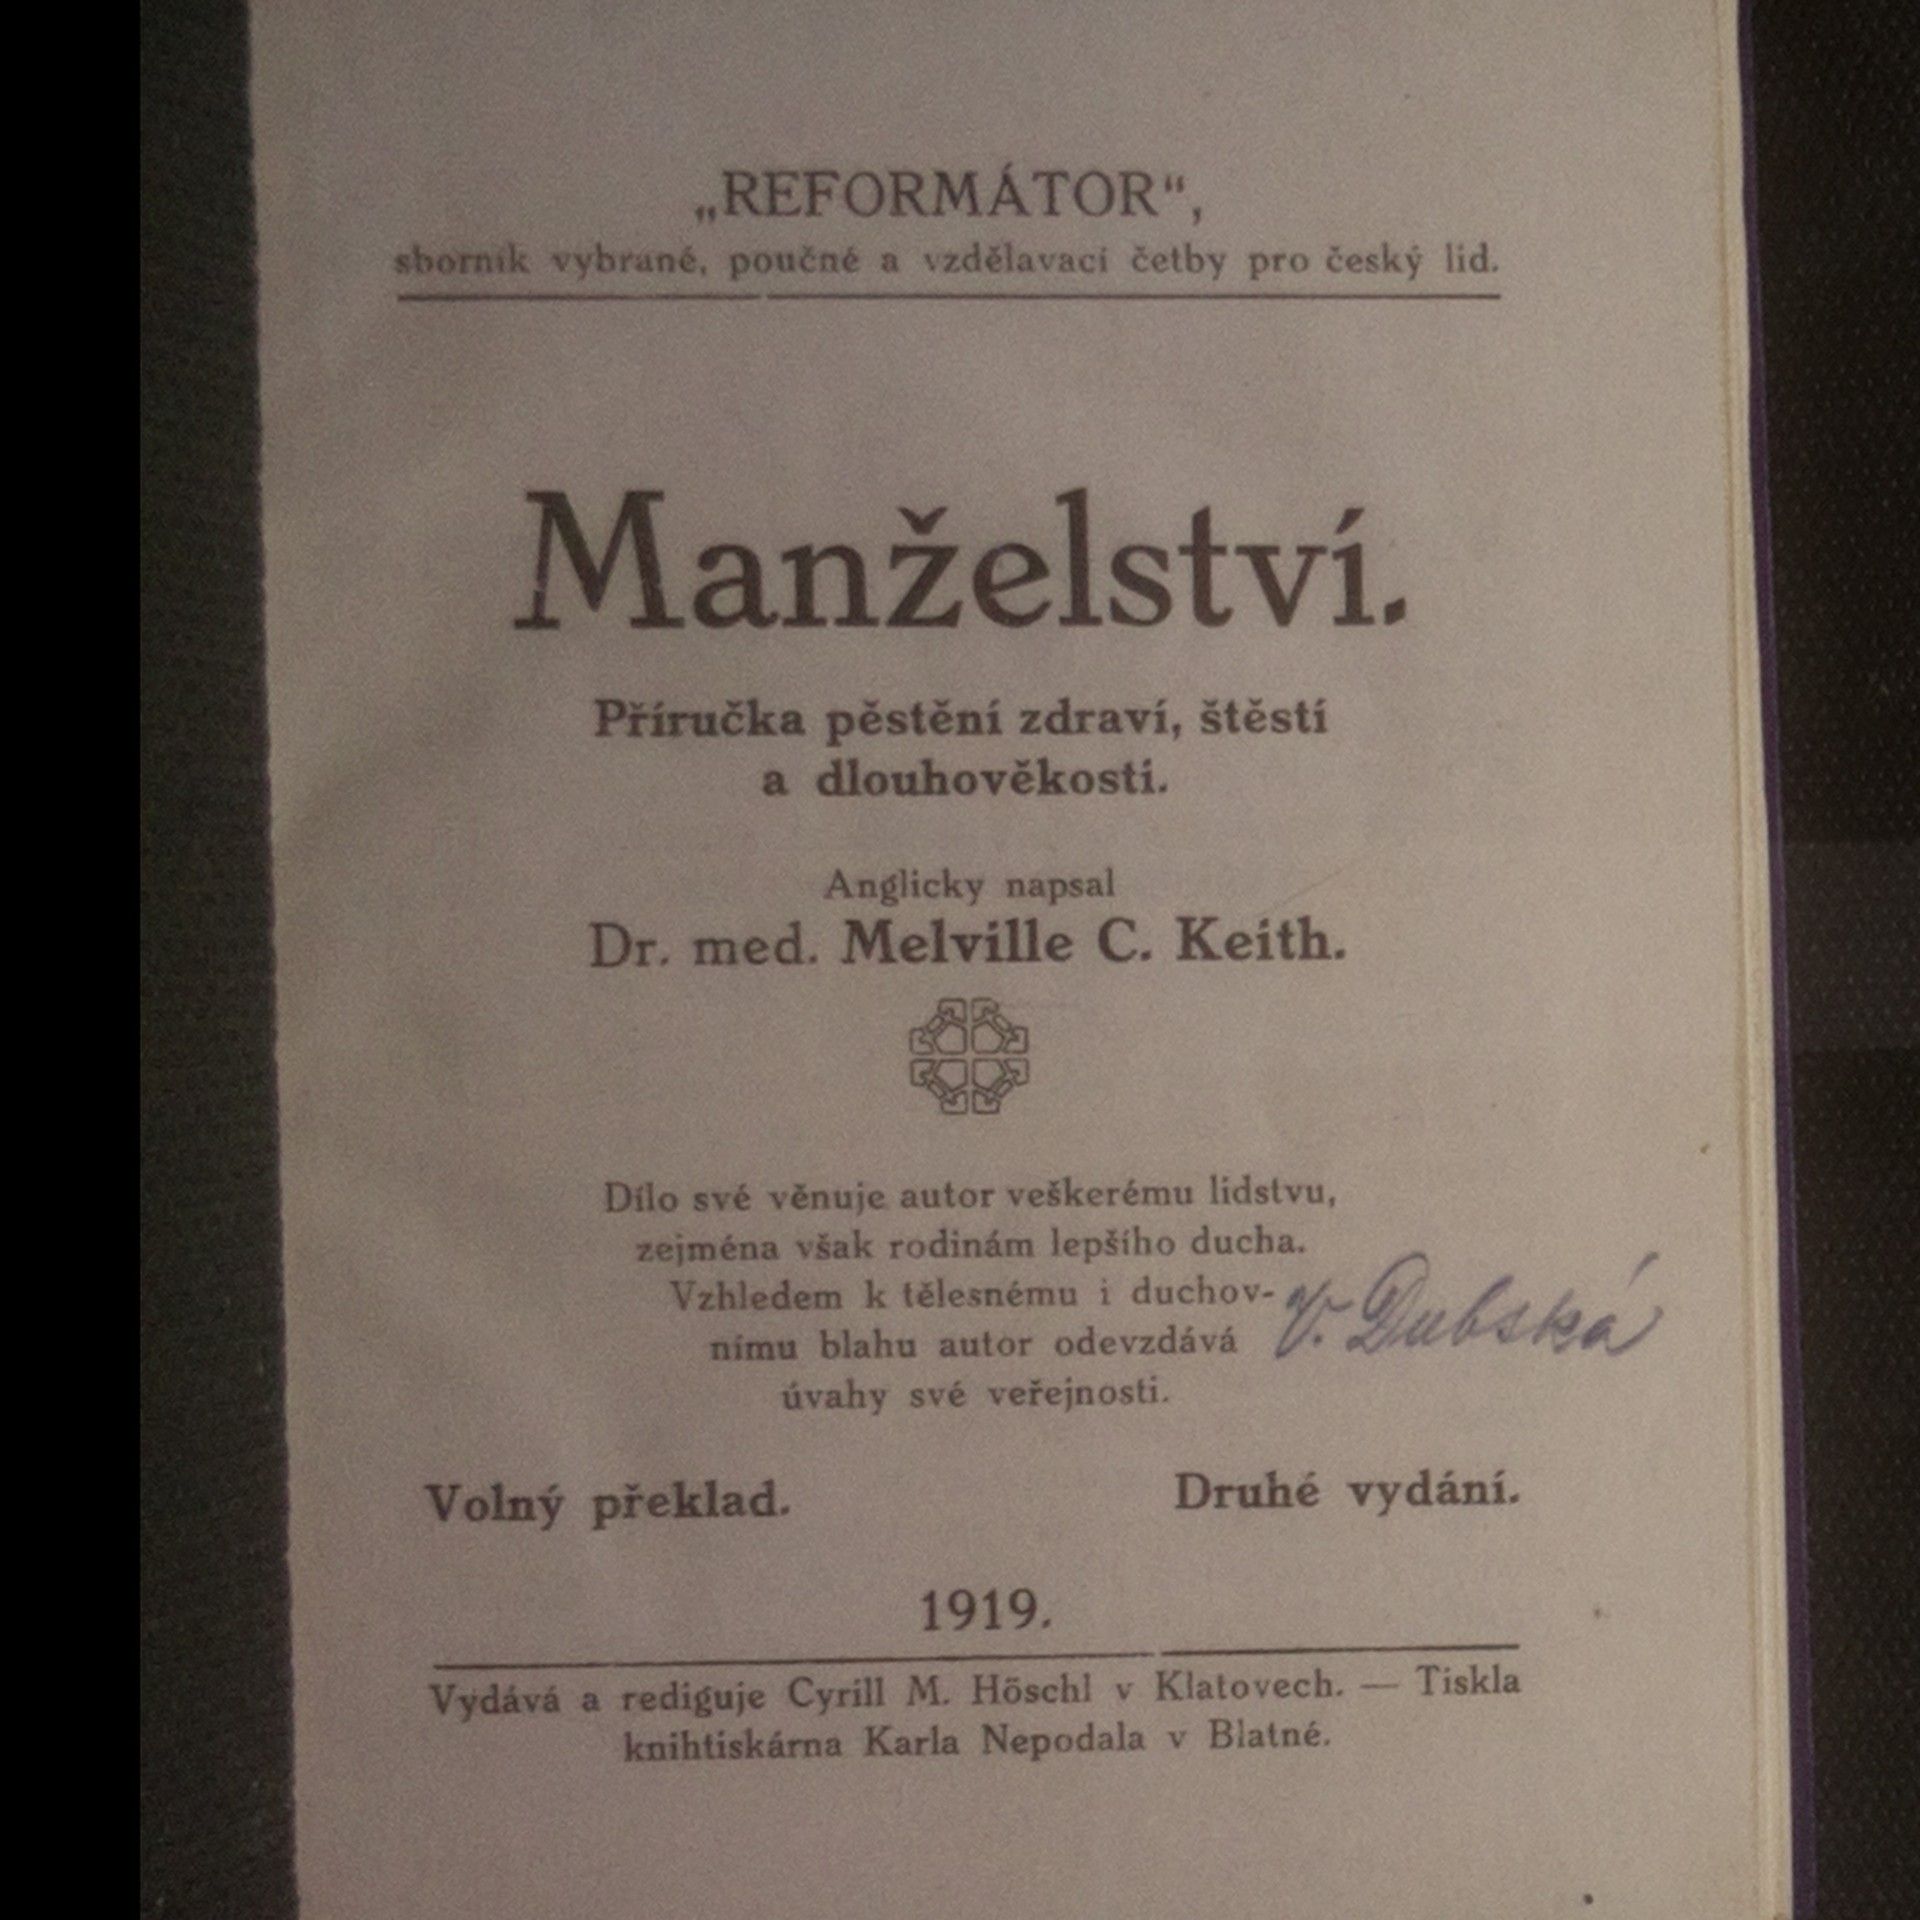 „REFORMÁTOR“,
sborník vybrané, poučné a vzdělavací četby pro český lid.
Manželství.
Příručka pěstění zdraví, štěstí
a dlouhověkosti.
Anglicky napsal
Dr. med. Melville C. Keith.
Dílo své věnuje autor veškerému lidstvu,
zejména však rodinám lepšího ducha.
Vzhledem k tělesnému i duchov-
nímu blahu autor odevzdává
úvahy své veřejnosti.
V. Dubská
Volný překlad. Druhé vydání.
1919.
Vydává a rediguje Cyrill M. Höschl v Klatovech. — Tiskla
knihtiskárna Karla Nepodala v Blatné.